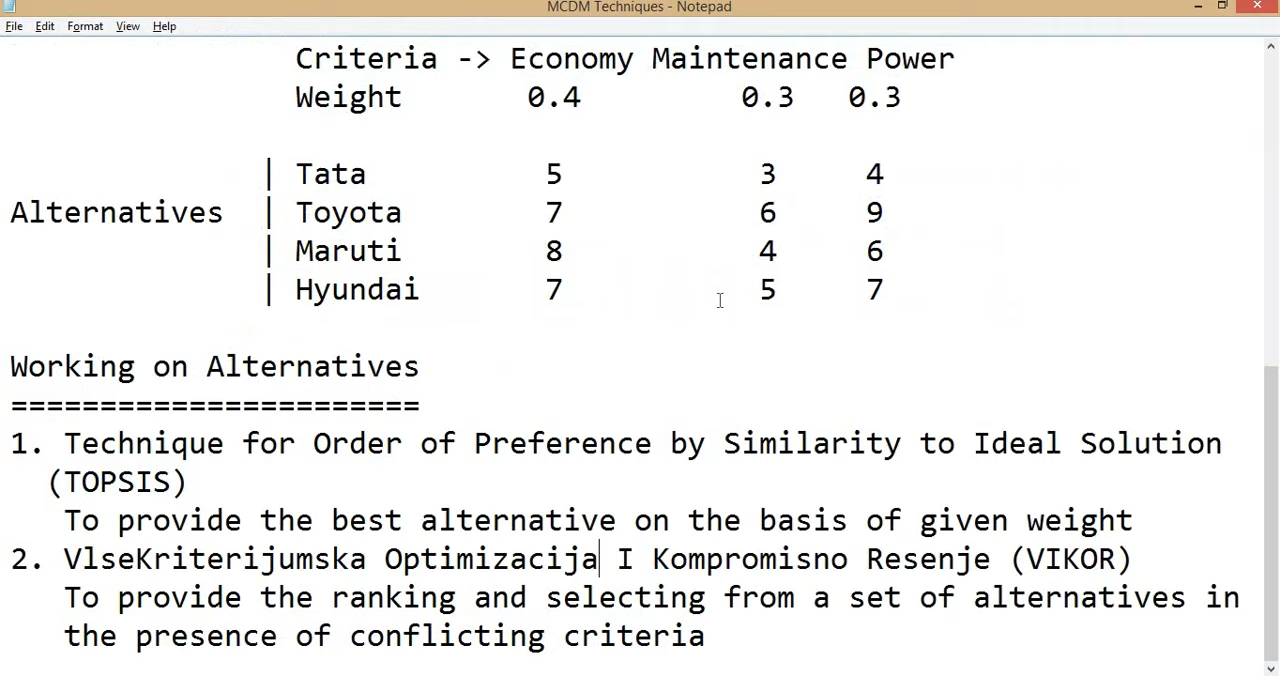 MCDM Techniques - Notepad
File Edit Format View Help
Criteria -> Economy Maintenance Power
Weight 0.4 0.3 0.3
| Tata 5 3 4
Alternatives | Toyota 7 6 9
| Maruti 8 4 6
| Hyundai 7 5 7
Working on Alternatives
=======================
1. Technique for Order of Preference by Similarity to Ideal Solution
(TOPSIS)
To provide the best alternative on the basis of given weight
2. VlseKriterijumska Optimizacija I Kompromisno Resenje (VIKOR)
To provide the ranking and selecting from a set of alternatives in
the presence of conflicting criteria